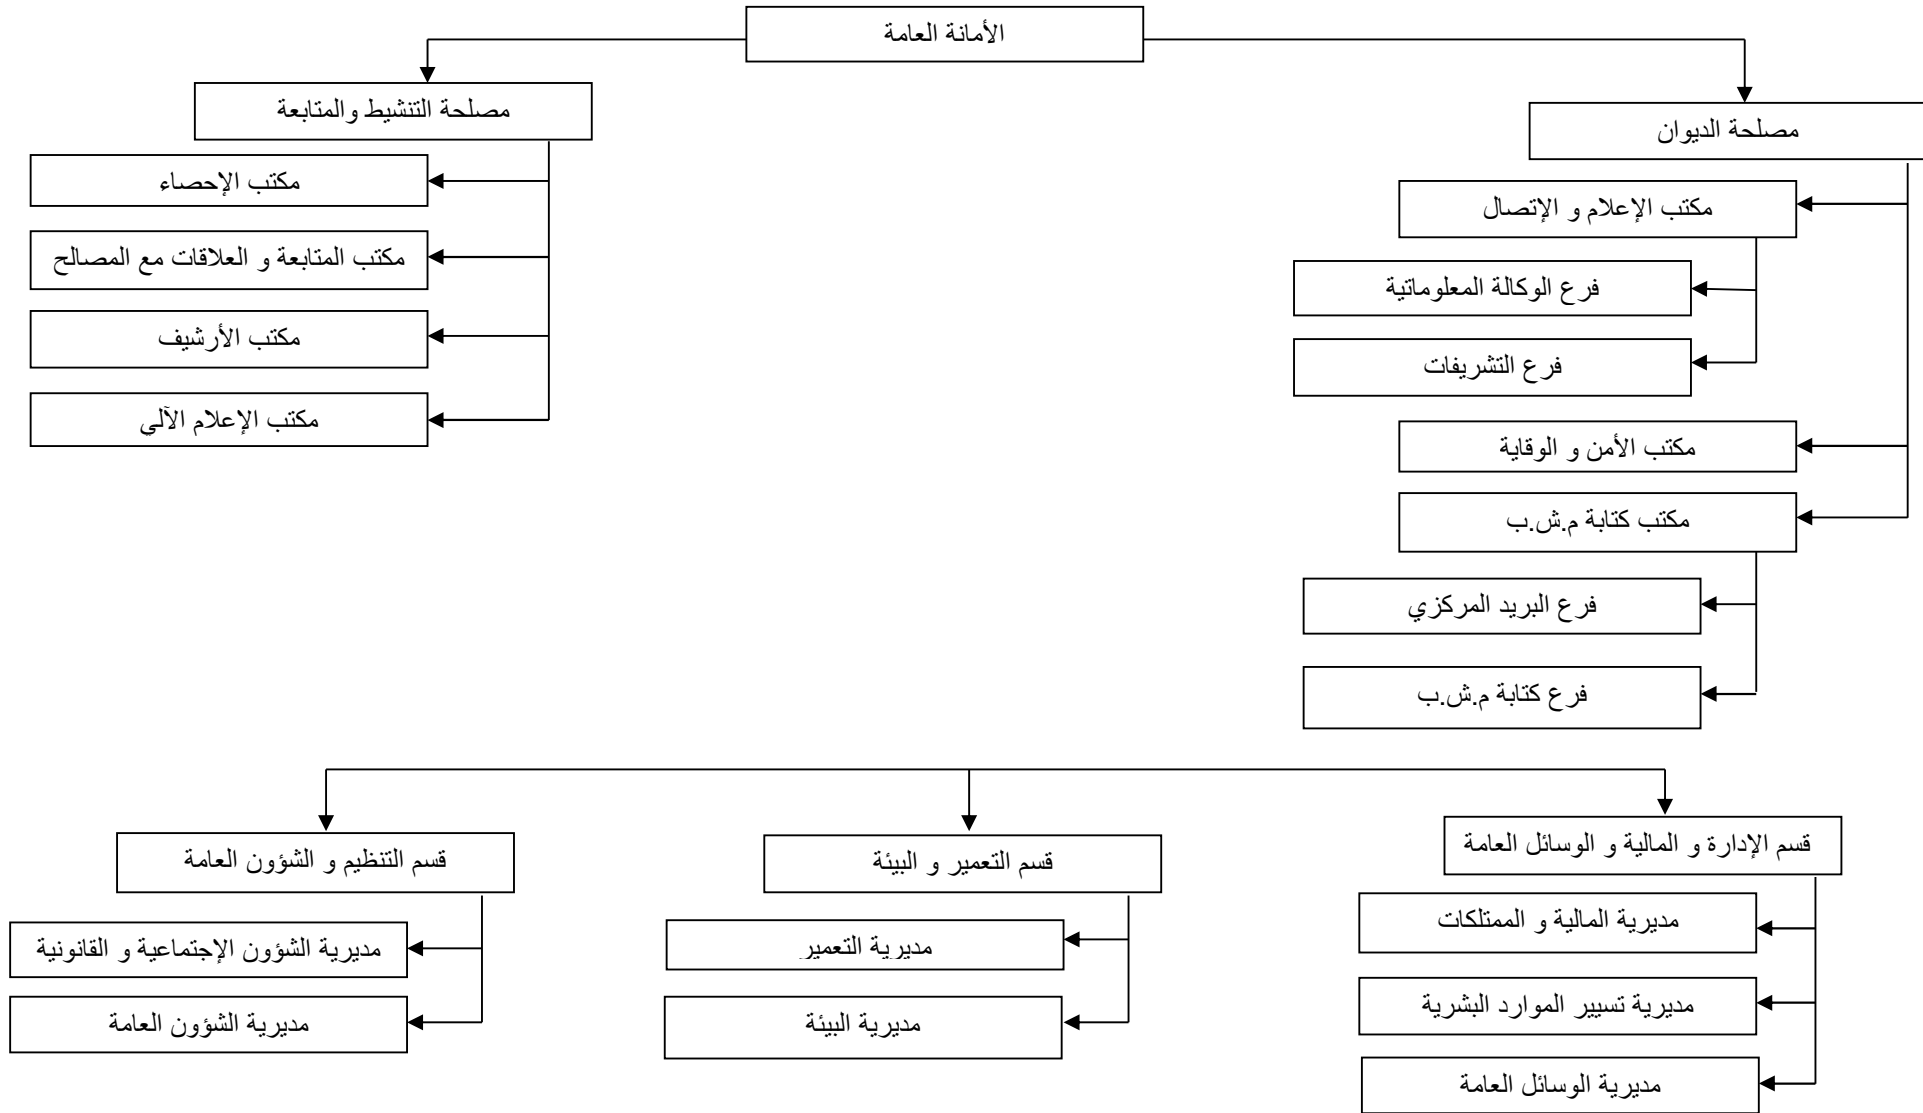 الأمانة العامة
مصلحة الديوان
مكتب الإعلام و الإتصال
فرع الوكالة المعلوماتية
فرع التشريفات
مكتب الأمن و الوقاية
مكتب كتابة م.ش.ب
فرع البريد المركزي
فرع كتابة م.ش.ب
مصلحة التنشيط والمتابعة
مكتب الإحصاء
مكتب المتابعة و العلاقات مع المصالح
مكتب الأرشيف
مكتب الإعلام الآلي
قسم الإدارة و المالية و الوسائل العامة
مديرية المالية و الممتلكات
مديرية تسيير الموارد البشرية
مديرية الوسائل العامة
قسم التعمير و البيئة
مديرية التعمير
مديرية البيئة
قسم التنظيم و الشؤون العامة
مديرية الشؤون الإجتماعية و القانونية
مديرية الشؤون العامة